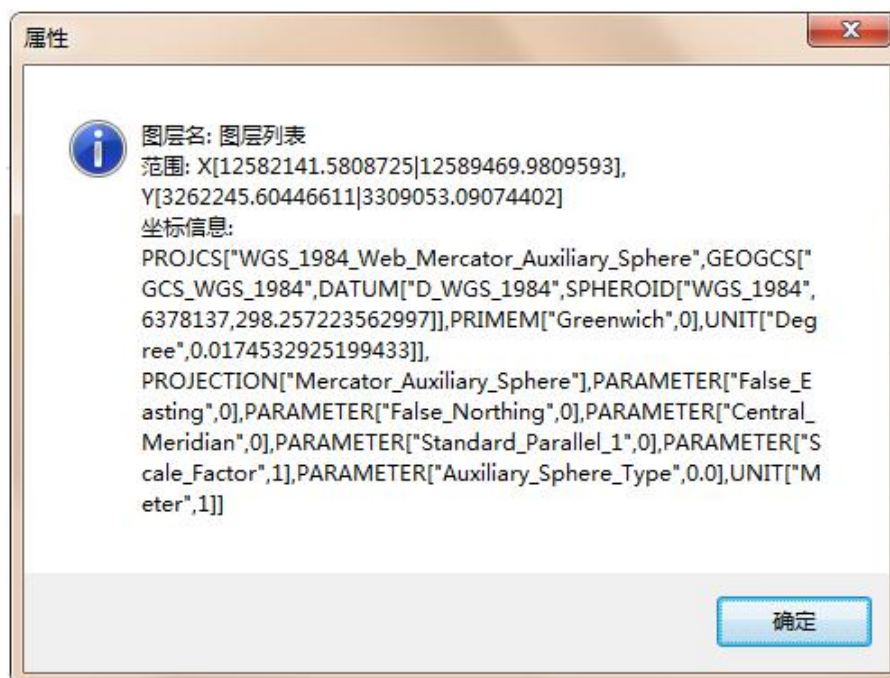 属性
图层名: 图层列表
范围: X[12582141.5808725|12589469.9809593],
Y[3262245.60446611|3309053.09074402]
坐标信息:
PROJCS["WGS_1984_Web_Mercator_Auxiliary_Sphere",GEOGCS["
GCS_WGS_1984",DATUM["D_WGS_1984",SPHEROID["WGS_1984",
6378137,298.257223562997]],PRIMEM["Greenwich",0],UNIT["Deg
ree",0.0174532925199433]],
PROJECTION["Mercator_Auxiliary_Sphere"],PARAMETER["False_E
asting",0],PARAMETER["False_Northing",0],PARAMETER["Central_
Meridian",0],PARAMETER["Standard_Parallel_1",0],PARAMETER["S
cale_Factor",1],PARAMETER["Auxiliary_Sphere_Type",0.0],UNIT["M
eter",1]]
确定